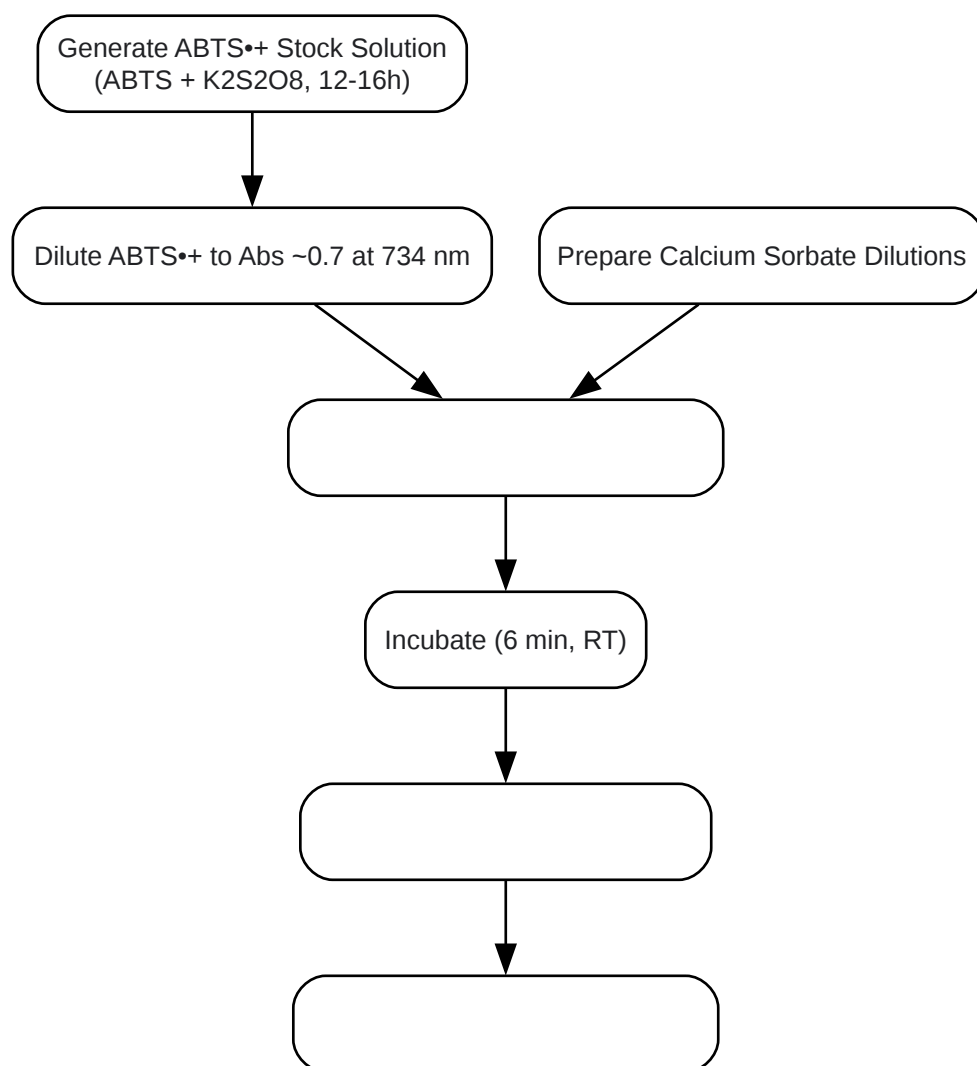 Generate ABTS•+ Stock Solution
(ABTS + K2S2O8, 12-16h)
Dilute ABTS•+ to Abs ~0.7 at 734 nm
Prepare Calcium Sorbate Dilutions
Incubate (6 min, RT)